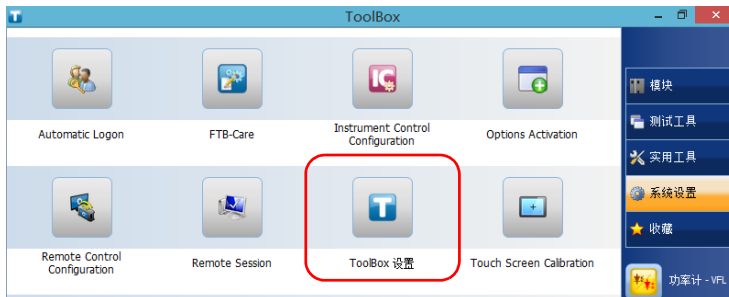 ToolBox
Automatic Logon
FTB-Care
Instrument Control
Configuration
Options Activation
Remote Control
Configuration
Remote Session
ToolBox 设置
Touch Screen Calibration
模块
测试工具
实用工具
系统设置
收藏
功率计 - VFL